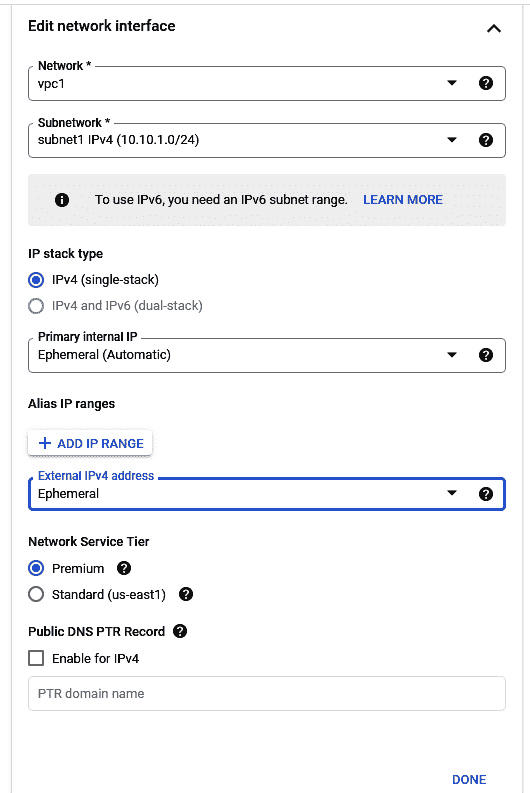 Edit network interface
Network *
vpc1
Subnetwork *
subnet1 IPv4 (10.10.1.0/24)
To use IPv6, you need an IPv6 subnet range. LEARN MORE
IP stack type
IPv4 (single-stack)
IPv4 and IPv6 (dual-stack)
Primary internal IP
Ephemeral (Automatic)
Alias IP ranges
+ ADD IP RANGE
External IPv4 address
Ephemeral
Network Service Tier
Premium
Standard (us-east1)
Public DNS PTR Record
Enable for IPv4
PTR domain name
DONE